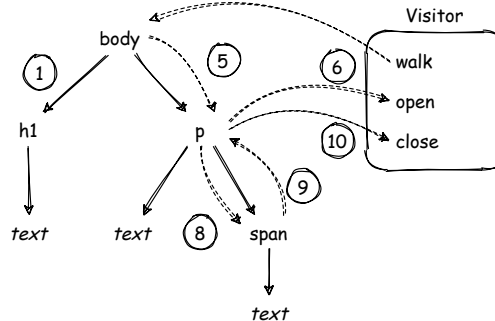 Visitor
body
walk
1
5
6
open
h1
p
10
close
9
text
text
8
span
text